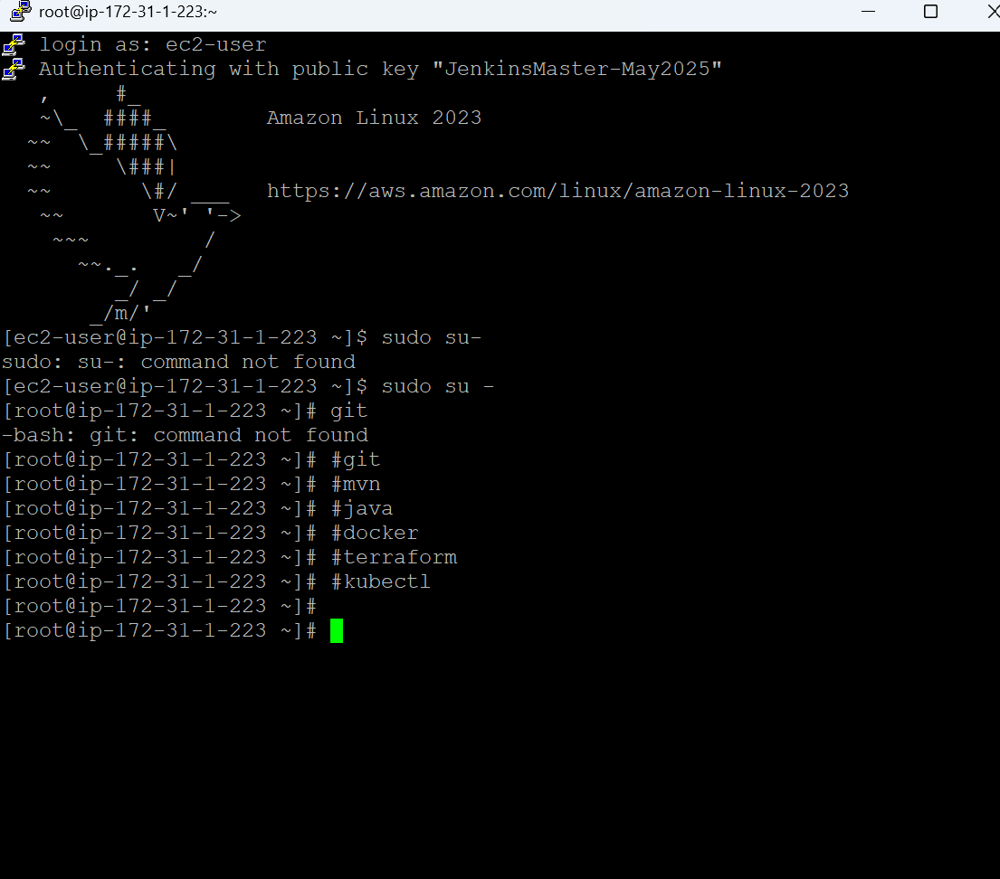 root@ip-172-31-1-223:~
login as: ec2-user
Authenticating with public key "JenkinsMaster-May2025"
   ,     #_
   ~\_  ####_        Amazon Linux 2023
  ~~  \_#####\
  ~~     \###|
  ~~       \#/ ___   https://aws.amazon.com/linux/amazon-linux-2023
   ~~       V~' '->
    ~~~         /
      ~~._.   _/
         _/ _/
       _/m/'
[ec2-user@ip-172-31-1-223 ~]$ sudo su-
sudo: su-: command not found
[ec2-user@ip-172-31-1-223 ~]$ sudo su -
[root@ip-172-31-1-223 ~]# git
-bash: git: command not found
[root@ip-172-31-1-223 ~]# #git
[root@ip-172-31-1-223 ~]# #mvn
[root@ip-172-31-1-223 ~]# #java
[root@ip-172-31-1-223 ~]# #docker
[root@ip-172-31-1-223 ~]# #terraform
[root@ip-172-31-1-223 ~]# #kubectl
[root@ip-172-31-1-223 ~]#
[root@ip-172-31-1-223 ~]#